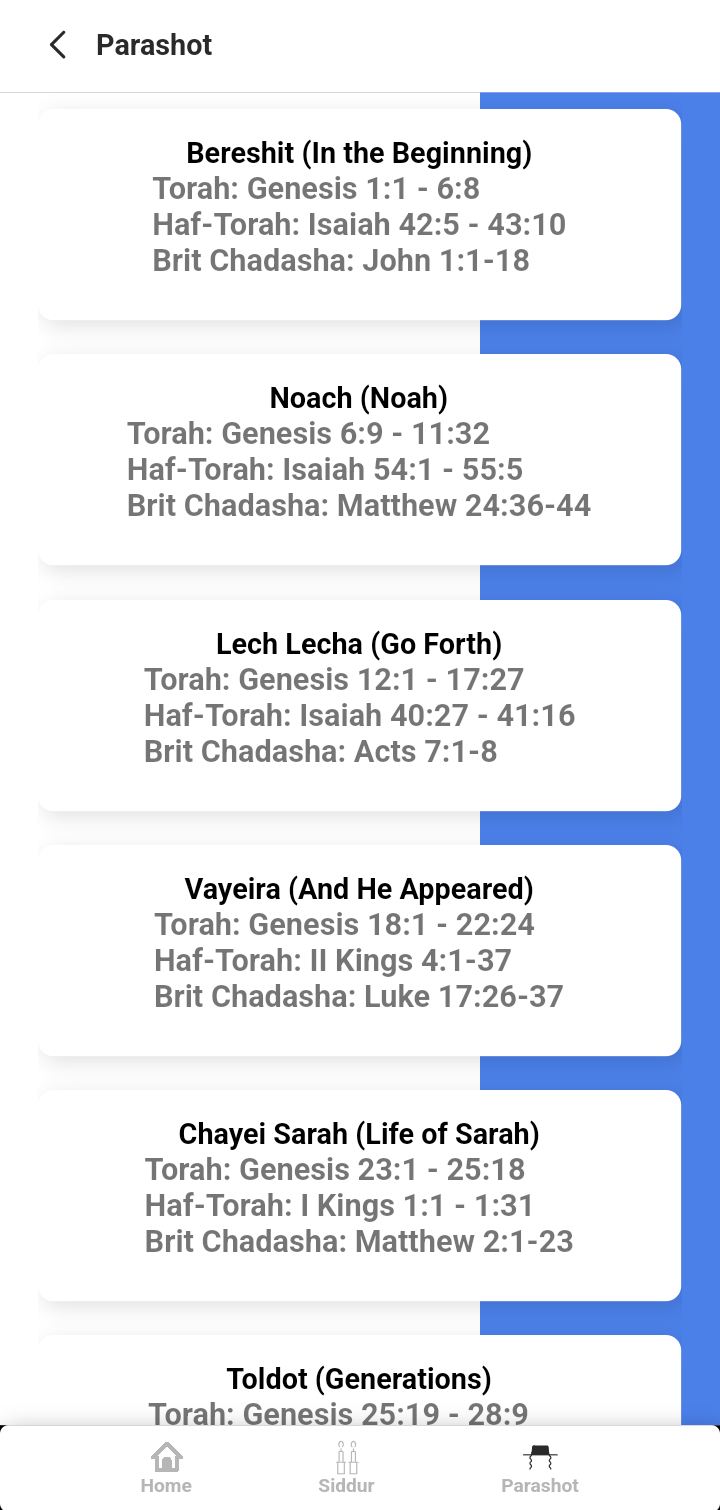 Parashot
Bereshit (In the Beginning)
Torah: Genesis 1:1 - 6:8
Haf-Torah: Isaiah 42:5 - 43:10
Brit Chadasha: John 1:1-18
Noach (Noah)
Torah: Genesis 6:9 - 11:32
Haf-Torah: Isaiah 54:1 - 55:5
Brit Chadasha: Matthew 24:36-44
Lech Lecha (Go Forth)
Torah: Genesis 12:1 - 17:27
Haf-Torah: Isaiah 40:27 - 41:16
Brit Chadasha: Acts 7:1-8
Vayeira (And He Appeared)
Torah: Genesis 18:1 - 22:24
Haf-Torah: II Kings 4:1-37
Brit Chadasha: Luke 17:26-37
Chayei Sarah (Life of Sarah)
Torah: Genesis 23:1 - 25:18
Haf-Torah: I Kings 1:1 - 1:31
Brit Chadasha: Matthew 2:1-23
Toldot (Generations)
Torah: Genesis 25:19 - 28:9
Home
Siddur
Parashot